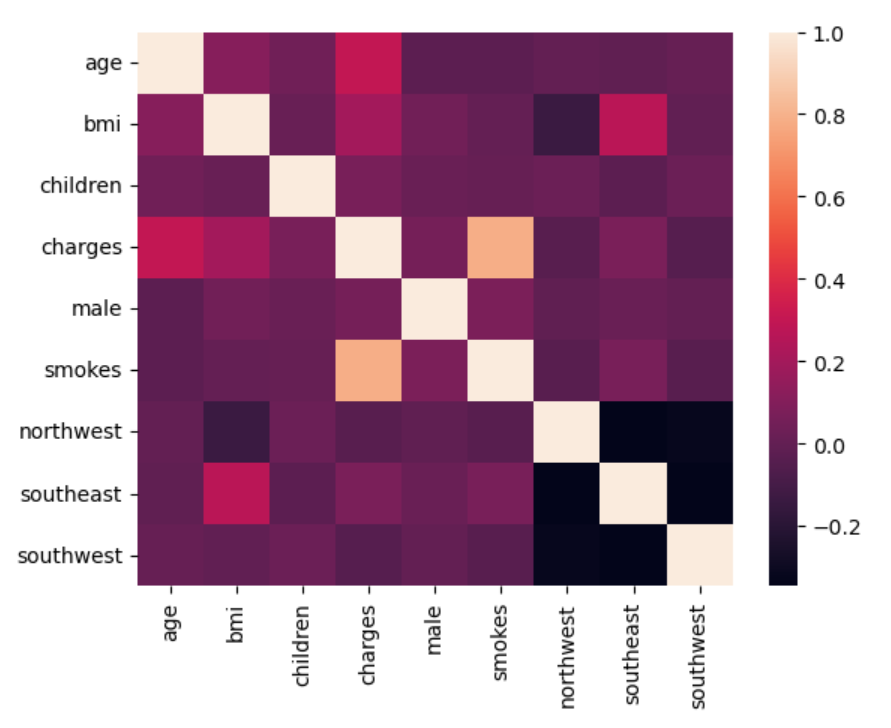 age
bmi
children
charges
male
smokes
northwest
southeast
southwest
age
bmi
children
charges
male
smokes
northwest
southeast
southwest
1.0
0.8
0.6
0.4
0.2
0.0
−0.2